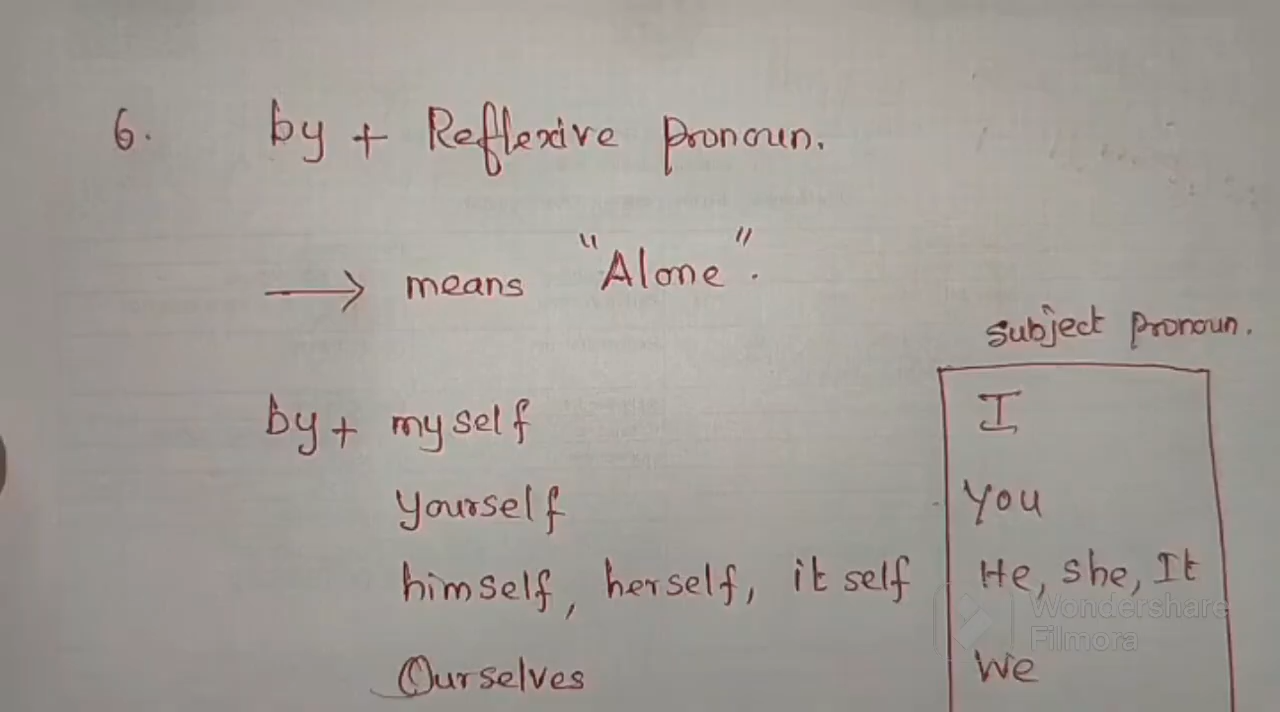 6. by + Reflexive pronoun.
→ means "Alone".
subject pronoun.
by + myself I
yourself You
himself, herself, it self He, she, It
Wondershare
Filmora
Ourselves We